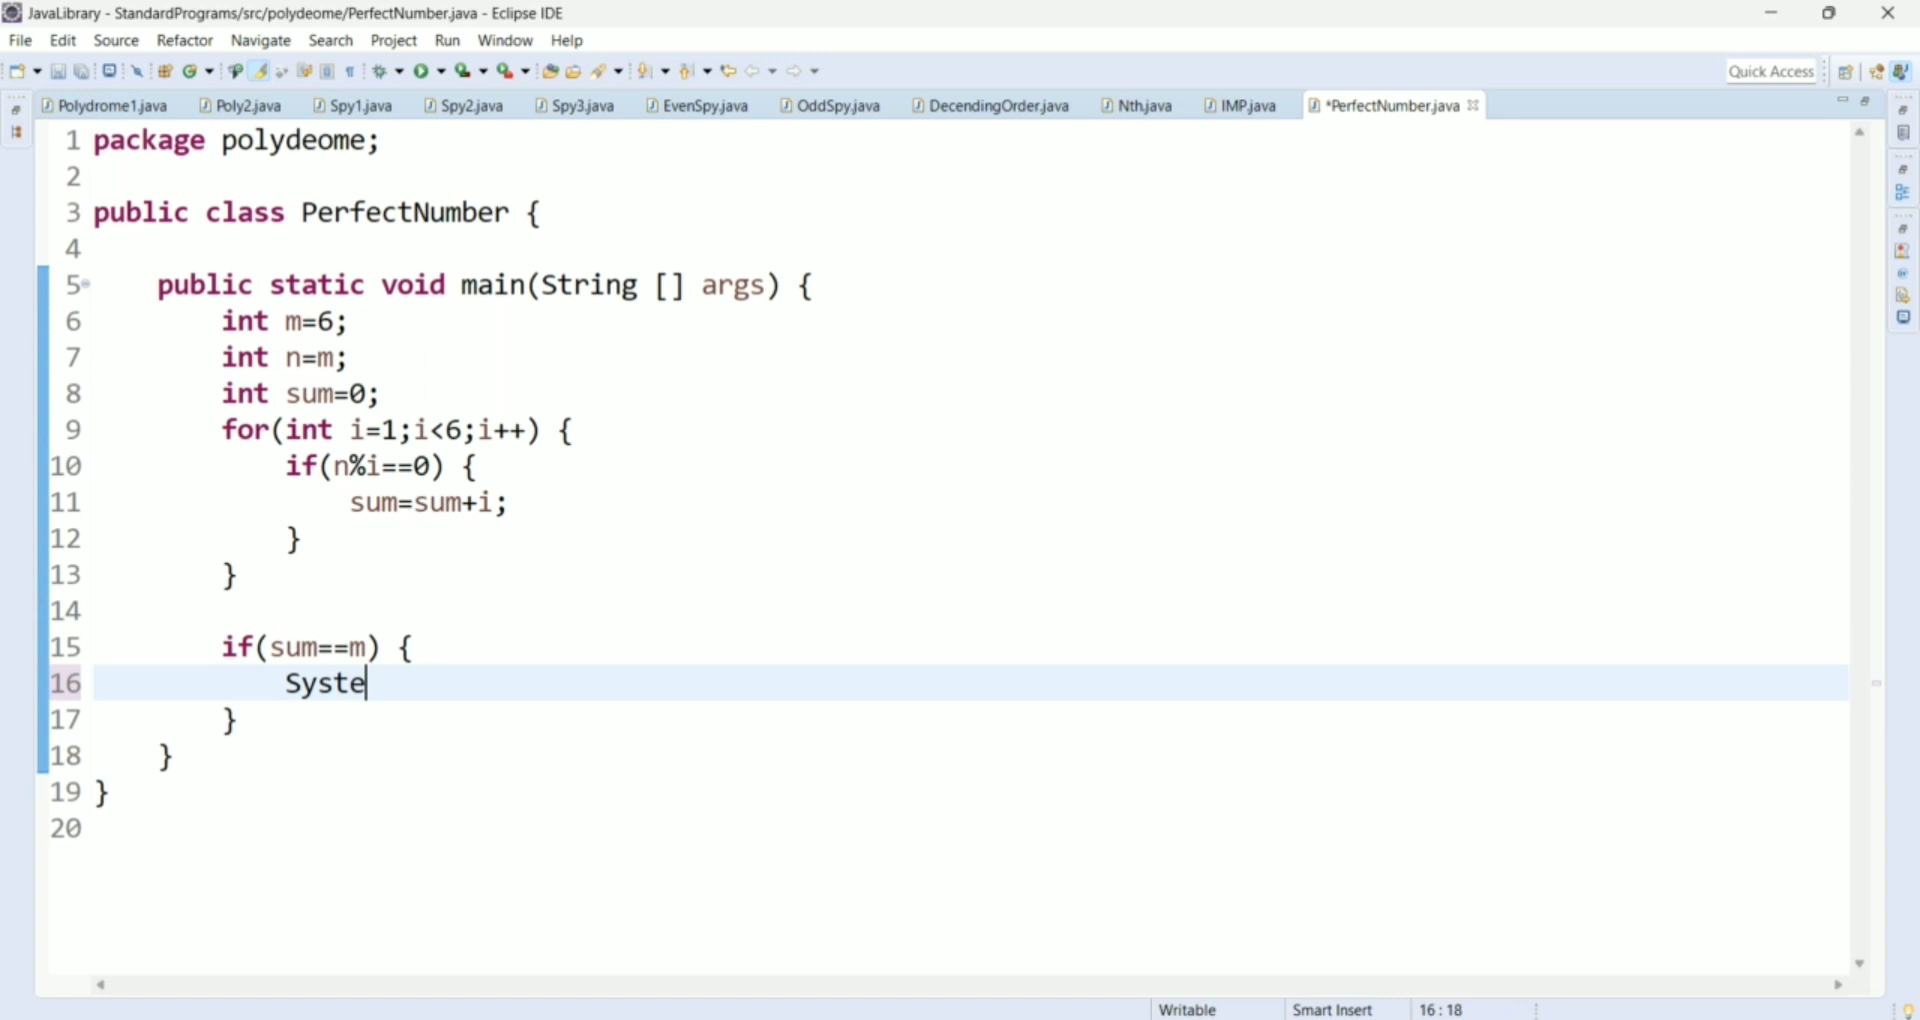 JavaLibrary - StandardPrograms/src/polydeome/PerfectNumber.java - Eclipse IDE
File Edit Source Refactor Navigate Search Project Run Window Help
Quick Access
Polydrome1.java Poly2.java Spy1.java Spy2.java Spy3.java EvenSpy.java OddSpy.java DecendingOrder.java Nth.java IMP.java *PerfectNumber.java
1 package polydeome;
2
3 public class PerfectNumber {
4
5 public static void main(String [] args) {
6 int m=6;
7 int n=m;
8 int sum=0;
9 for(int i=1;i<6;i++) {
10 if(n%i==0) {
11 sum=sum+i;
12 }
13 }
14
15 if(sum==m) {
16 Syste
17 }
18 }
19 }
20
Writable Smart Insert 16 : 18